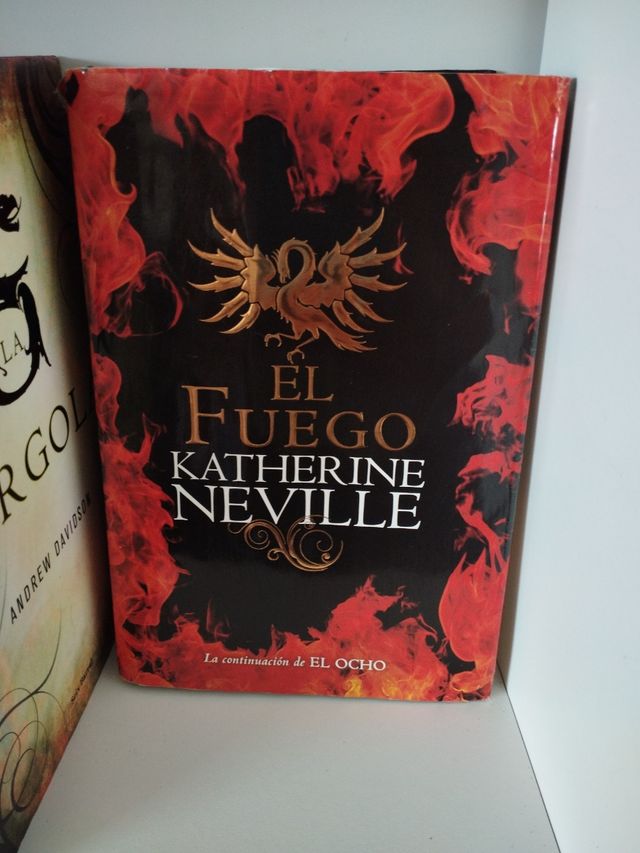 LA
RGOL
ANDREW DAVIDSON
EL
FUEGO
KATHERINE
NEVILLE
La continuación de EL OCHO